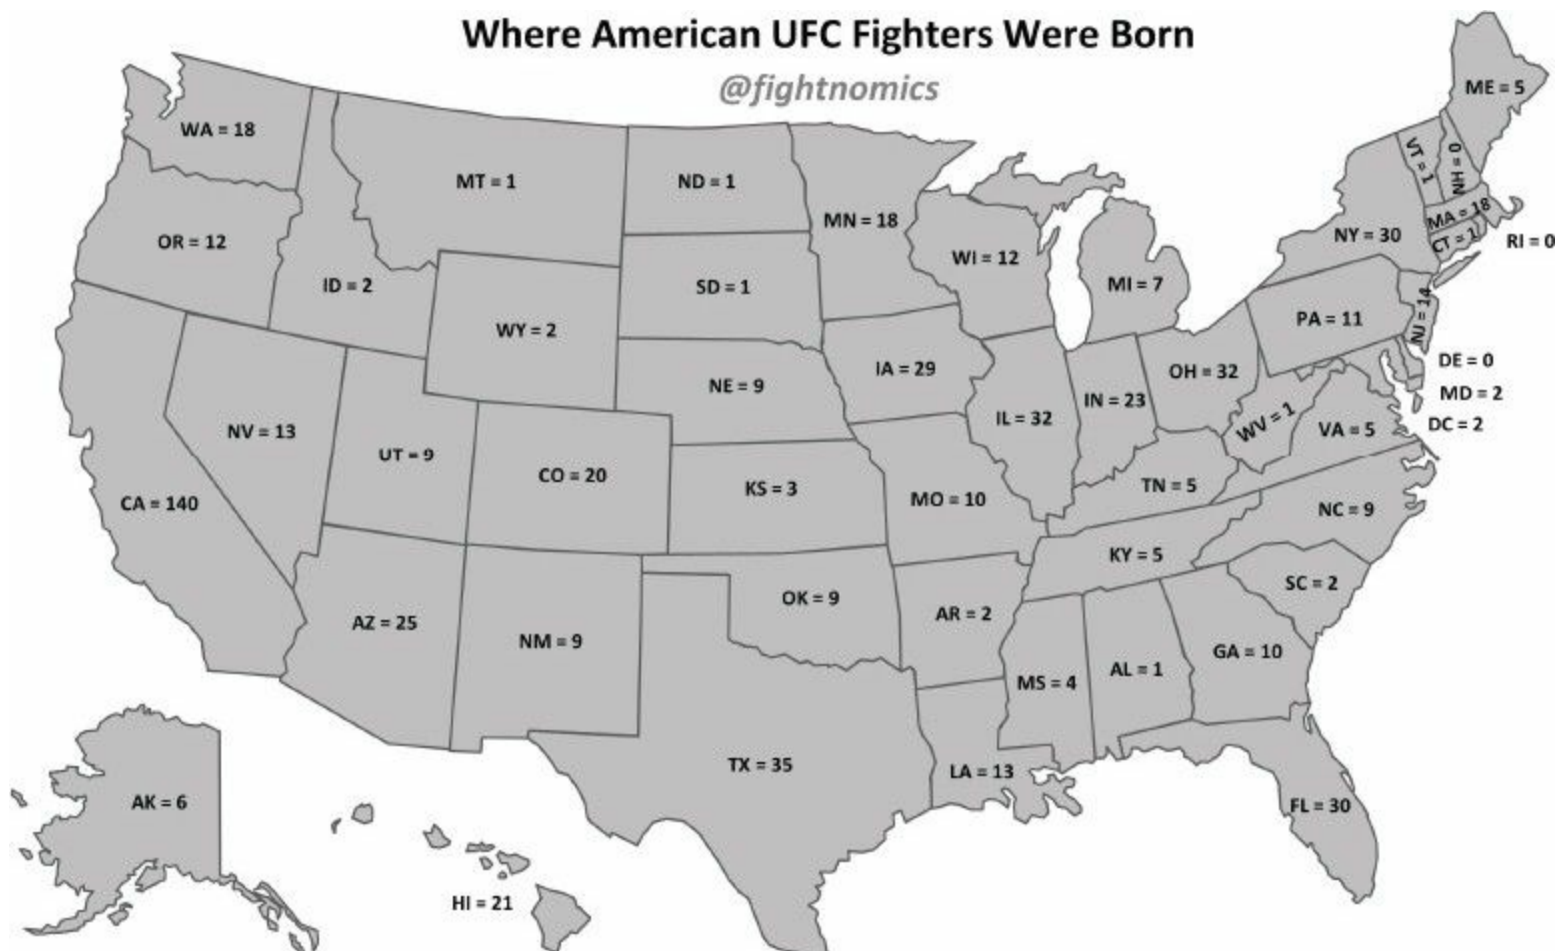 Where American UFC Fighters Were Born
@fightnomics
ME = 5
WA = 18
VT = 1
NH = 0
MT = 1
ND = 1
MN = 18
MA = 18
OR = 12
NY = 30
CT = 1
RI = 0
WI = 12
ID = 2
SD = 1
MI = 7
WY = 2
PA = 11
NJ = 14
DE = 0
IA = 29
OH = 32
NE = 9
MD = 2
IN = 23
IL = 32
WV = 1
DC = 2
NV = 13
VA = 5
UT = 9
CO = 20
KS = 3
TN = 5
CA = 140
MO = 10
NC = 9
KY = 5
SC = 2
OK = 9
AR = 2
AZ = 25
NM = 9
GA = 10
AL = 1
MS = 4
TX = 35
LA = 13
AK = 6
FL = 30
HI = 21